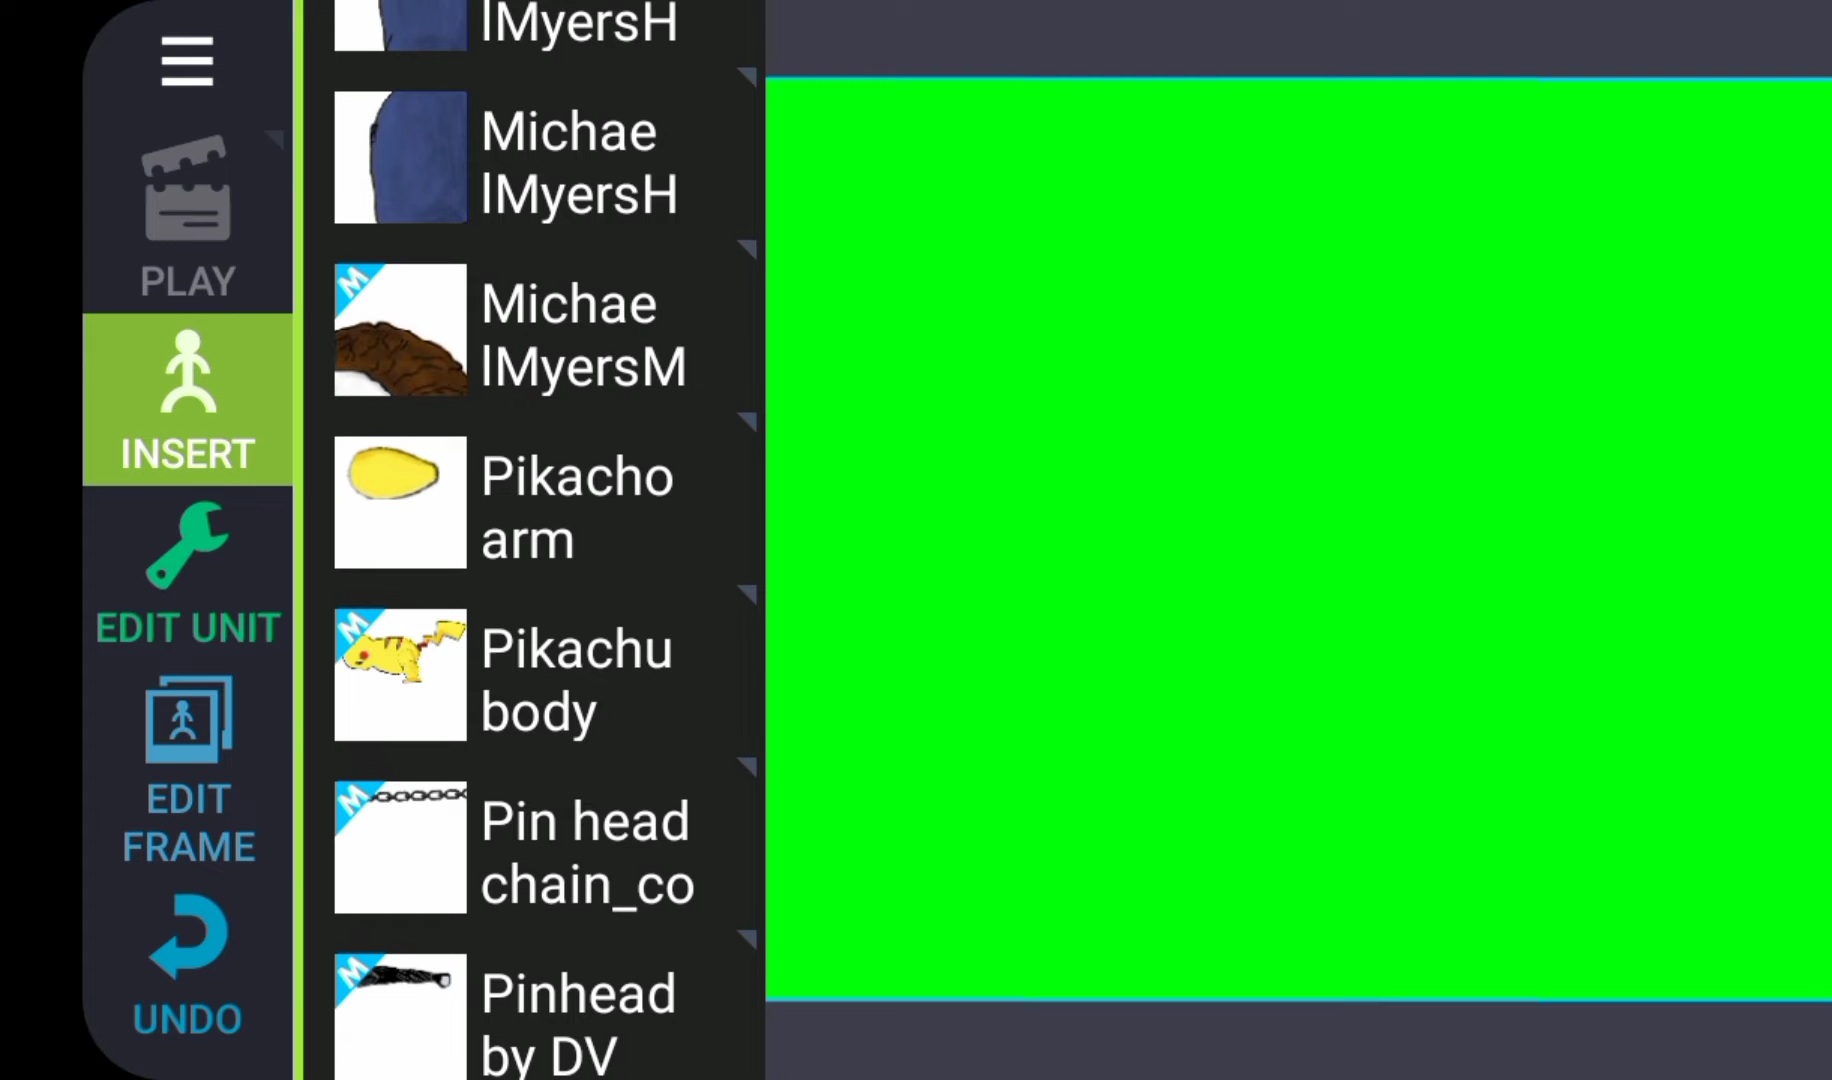 PLAY
INSERT
EDIT UNIT
EDIT
FRAME
UNDO
lMyersH
Michae
lMyersH
M
Michae
lMyersM
Pikacho
arm
M
Pikachu
body
M
Pin head
chain_co
M
Pinhead
by DV